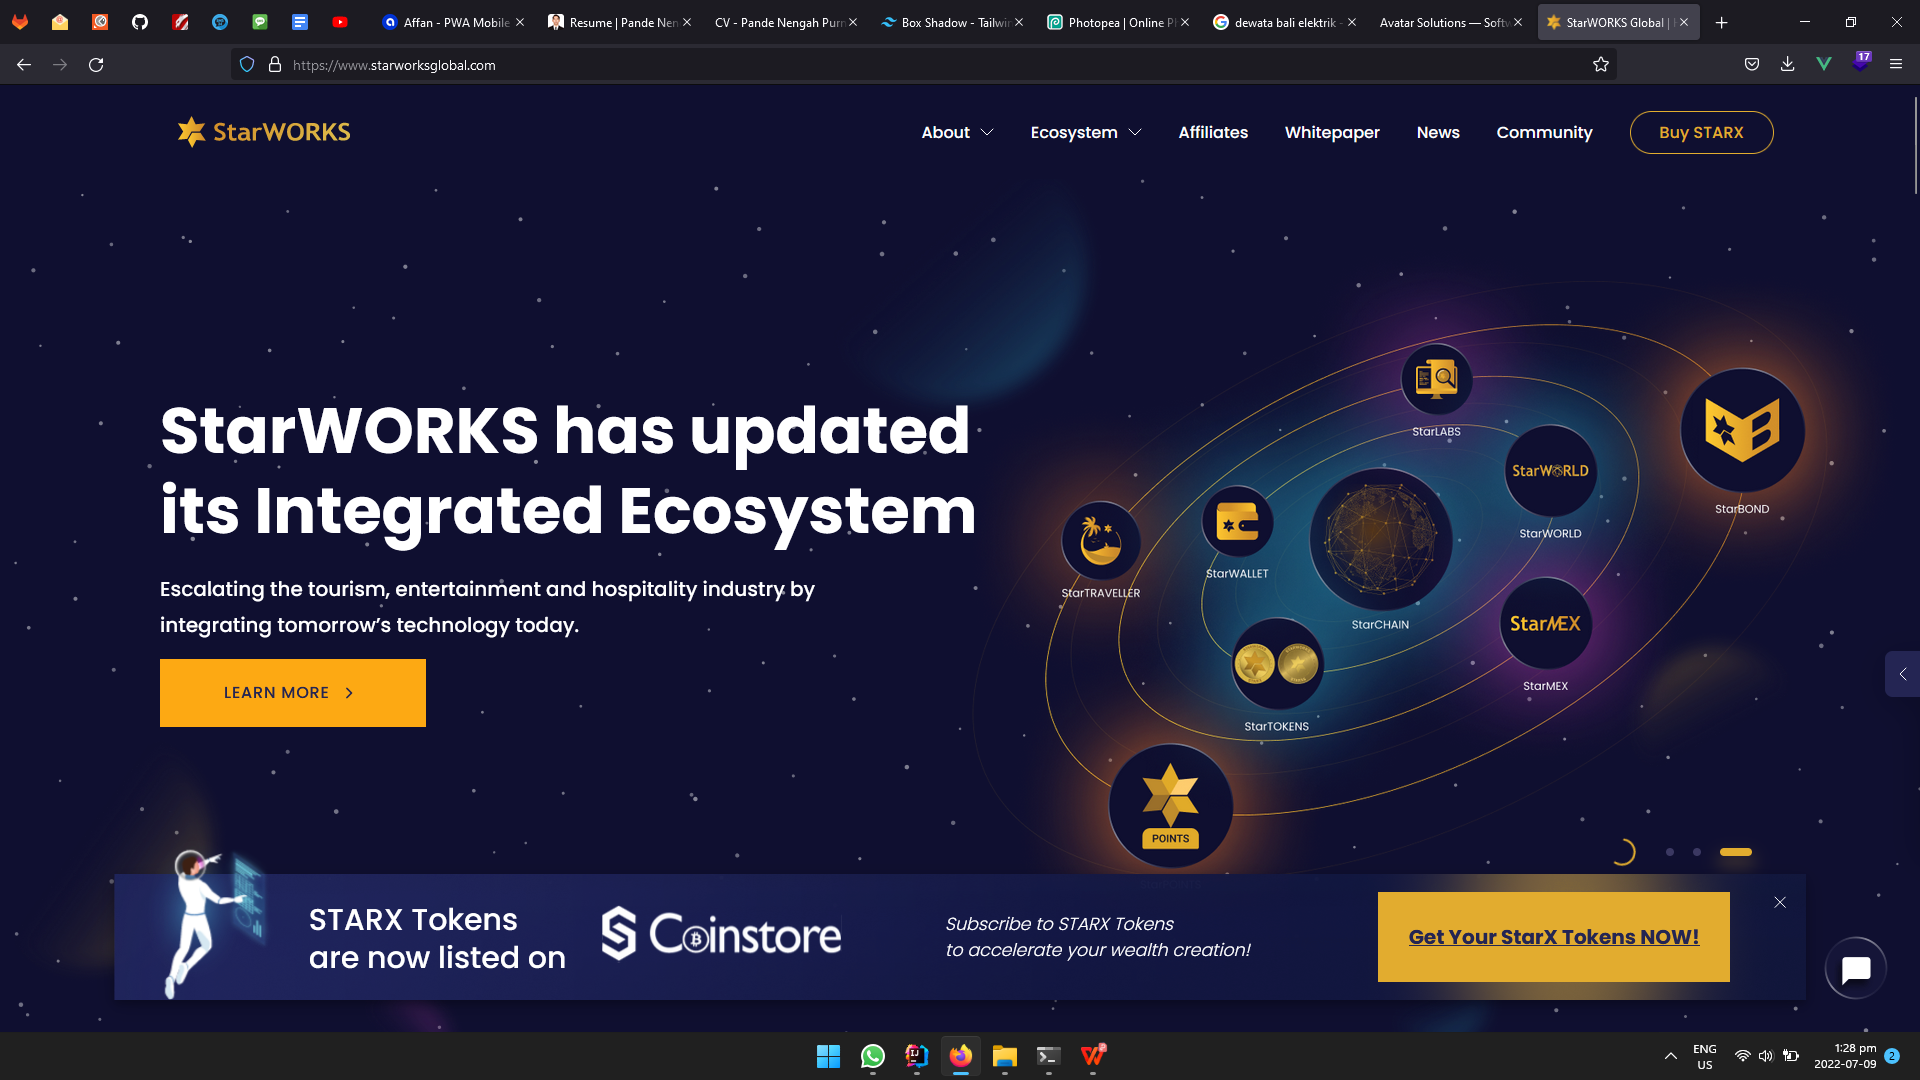 Affan - PWA Mobile
Resume | Pande Nen
CV - Pande Nengah Purn
Box Shadow - Tailwin
Photopea | Online P
dewata bali elektrik -
Avatar Solutions — Softw
StarWORKS Global |
https://www.starworksglobal.com
17
StarWORKS
About
Ecosystem
Affiliates
Whitepaper
News
Community
Buy STARX
StarWORKS has updated
its Integrated Ecosystem
Escalating the tourism, entertainment and hospitality industry by
integrating tomorrow's technology today.
LEARN MORE
StarLABS
StarWORLD
StarWORLD
StarBOND
StarWALLET
StarTRAVELLER
StarCHAIN
StarMEX
StarMEX
StarTOKENS
POINTS
STARX Tokens
are now listed on
Coinstore
Subscribe to STARX Tokens
to accelerate your wealth creation!
Get Your StarX Tokens NOW!
ENG
US
1:28 pm
2022-07-09
2